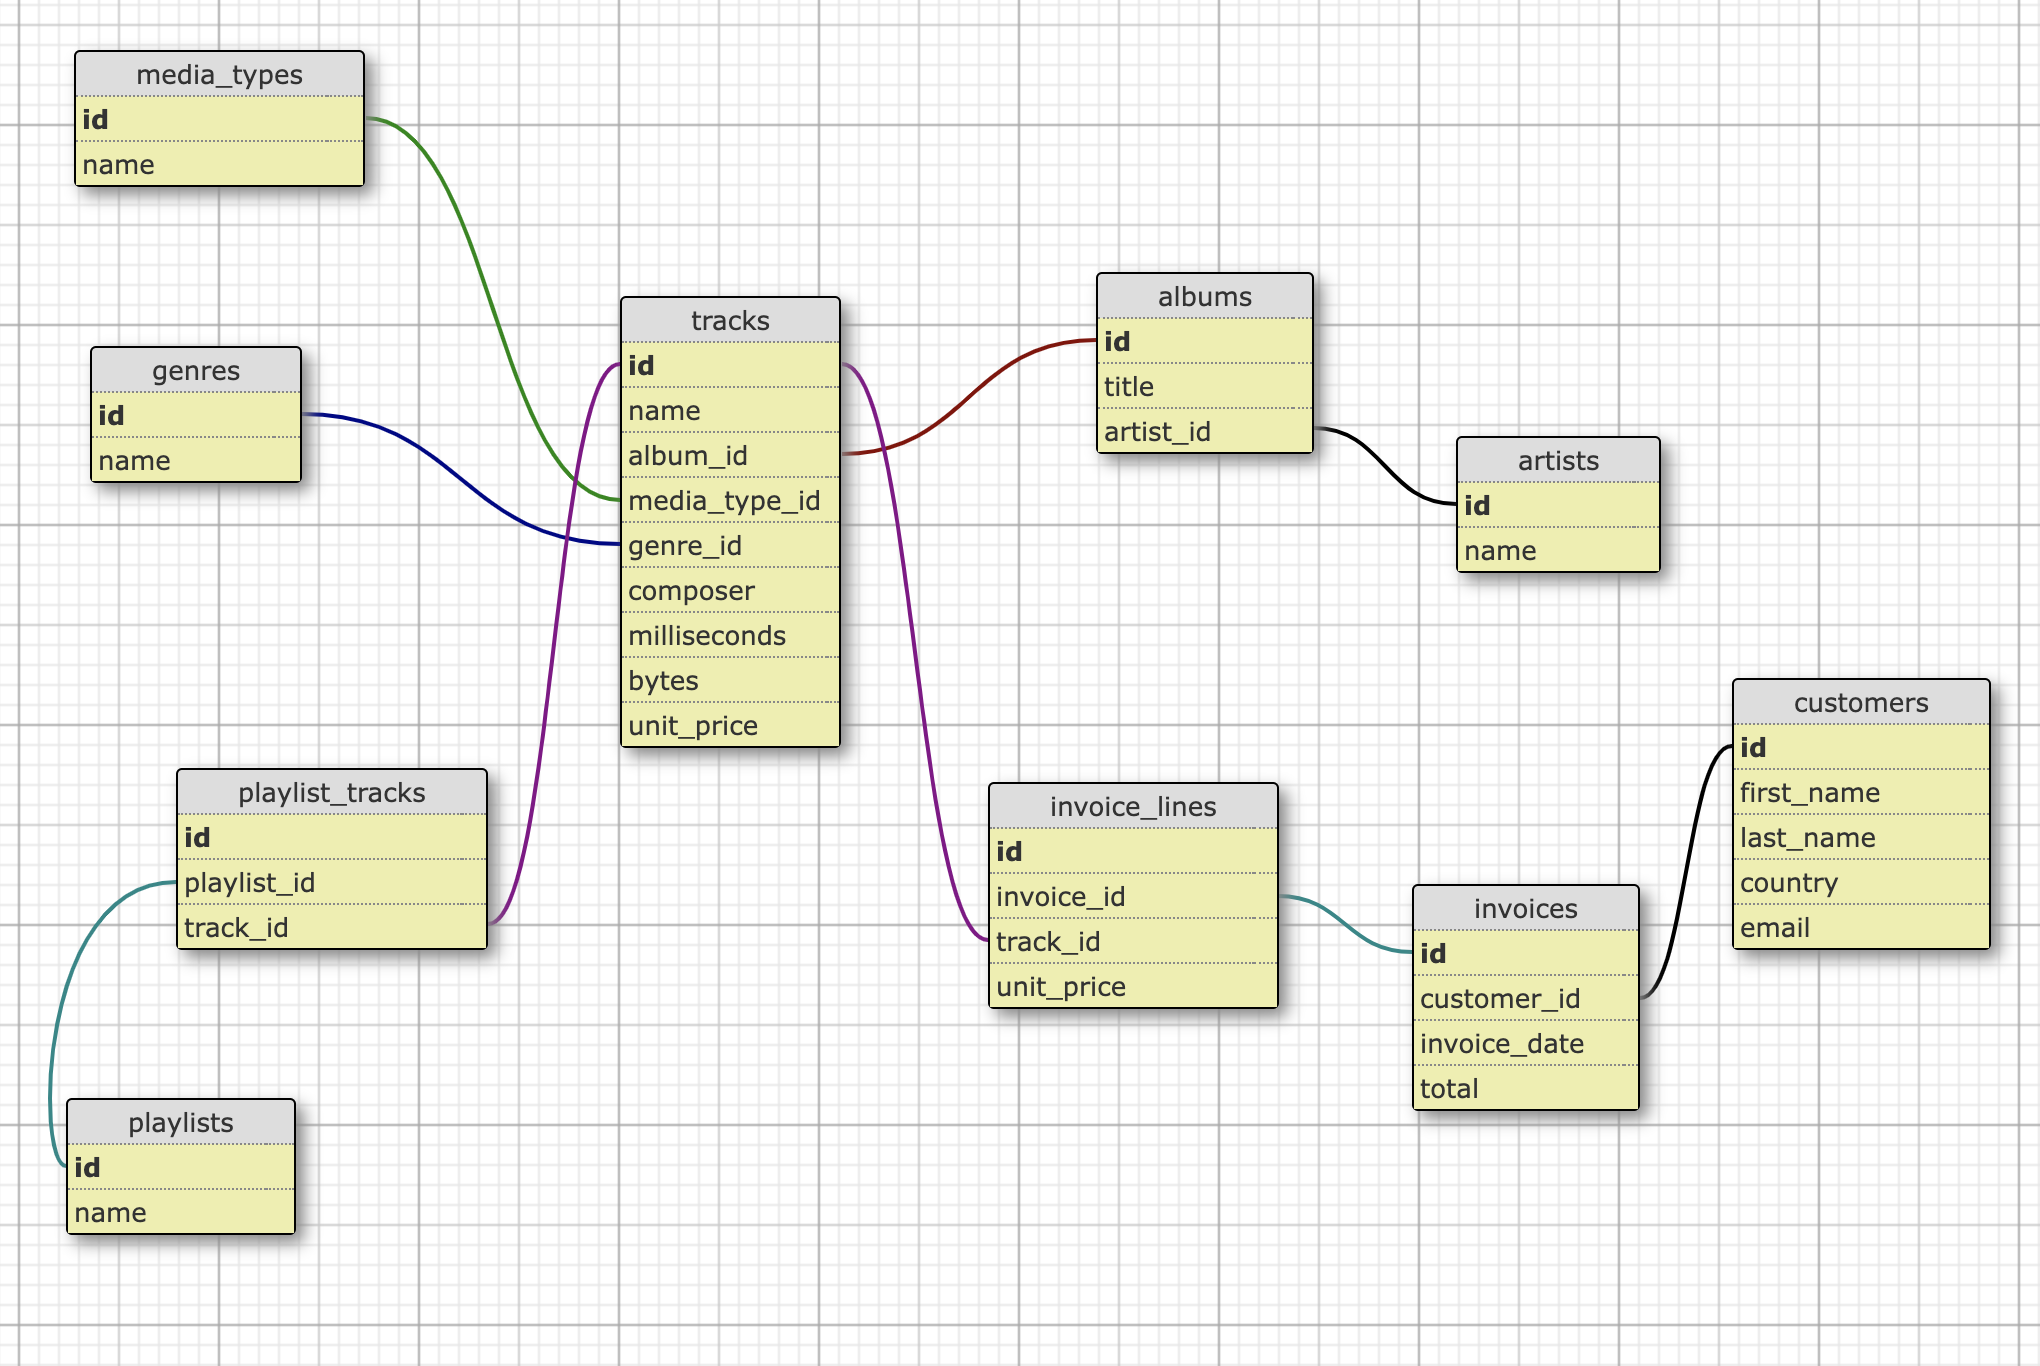 media_types
id
name
genres
id
name
tracks
id
name
album_id
media_type_id
genre_id
composer
milliseconds
bytes
unit_price
albums
id
title
artist_id
artists
id
name
playlist_tracks
id
playlist_id
track_id
playlists
id
name
invoice_lines
id
invoice_id
track_id
unit_price
invoices
id
customer_id
invoice_date
total
customers
id
first_name
last_name
country
email